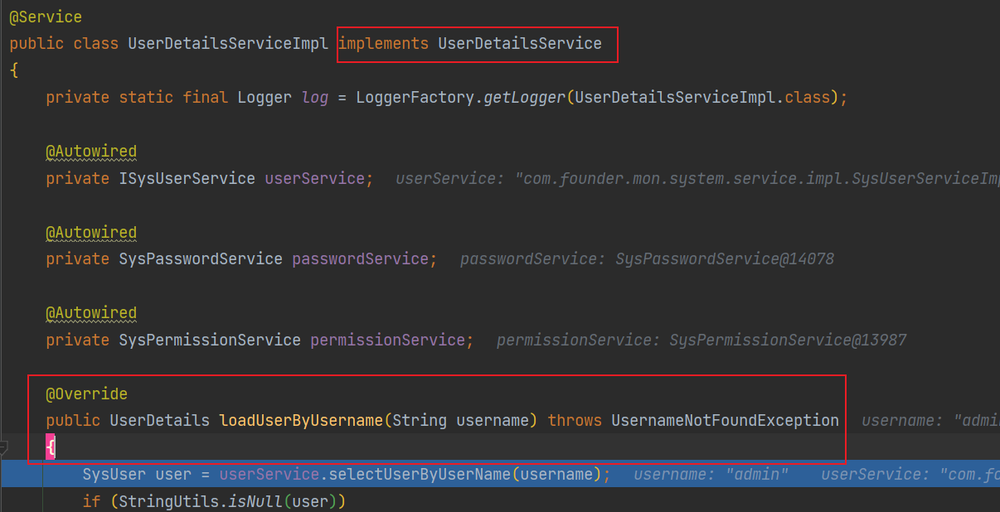 @Service
public class UserDetailsServiceImpl implements UserDetailsService
{
private static final Logger log = LoggerFactory.getLogger(UserDetailsServiceImpl.class);
@Autowired
private ISysUserService userService; userService: "com.founder.mon.system.service.impl.SysUserServiceImp
@Autowired
private SysPasswordService passwordService; passwordService: SysPasswordService@14078
@Autowired
private SysPermissionService permissionService; permissionService: SysPermissionService@13987
@Override
public UserDetails loadUserByUsername(String username) throws UsernameNotFoundException username: "admi
{
SysUser user = userService.selectUserByUserName(username); username: "admin" userService: "com.fo
if (StringUtils.isNull(user))